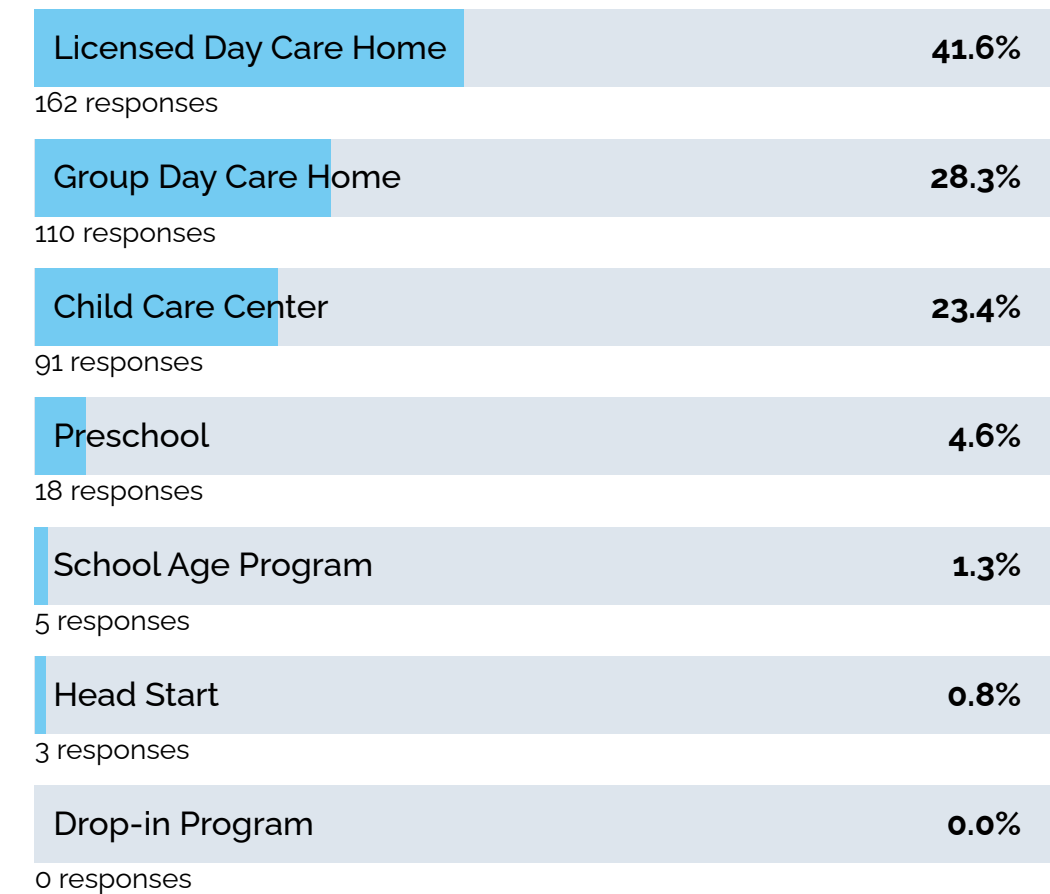 Licensed Day Care Home 41.6%
162 responses
Group Day Care Home 28.3%
110 responses
Child Care Center 23.4%
91 responses
Preschool 4.6%
18 responses
School Age Program 1.3%
5 responses
Head Start 0.8%
3 responses
Drop-in Program 0.0%
0 responses